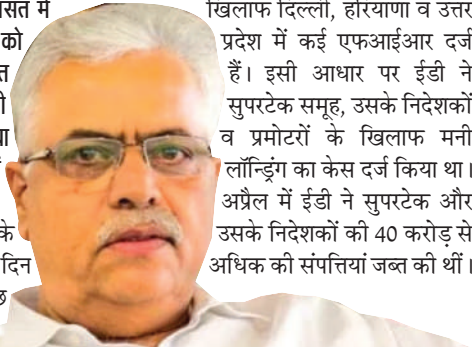 सत में
को
त
ी
या
के
दिन
छ
खिलाफ दिल्ली, हरियाणा व उत्तर
प्रदेश में कई एफआईआर दर्ज
हैं। इसी आधार पर ईडी ने
सुपरटेक समूह, उसके निदेशकों
व प्रमोटरों के खिलाफ मनी
लॉन्ड्रिंग का केस दर्ज किया था।
अप्रैल में ईडी ने सुपरटेक और
उसके निदेशकों की 40 करोड़ से
अधिक की संपत्तियां जब्त की थीं।